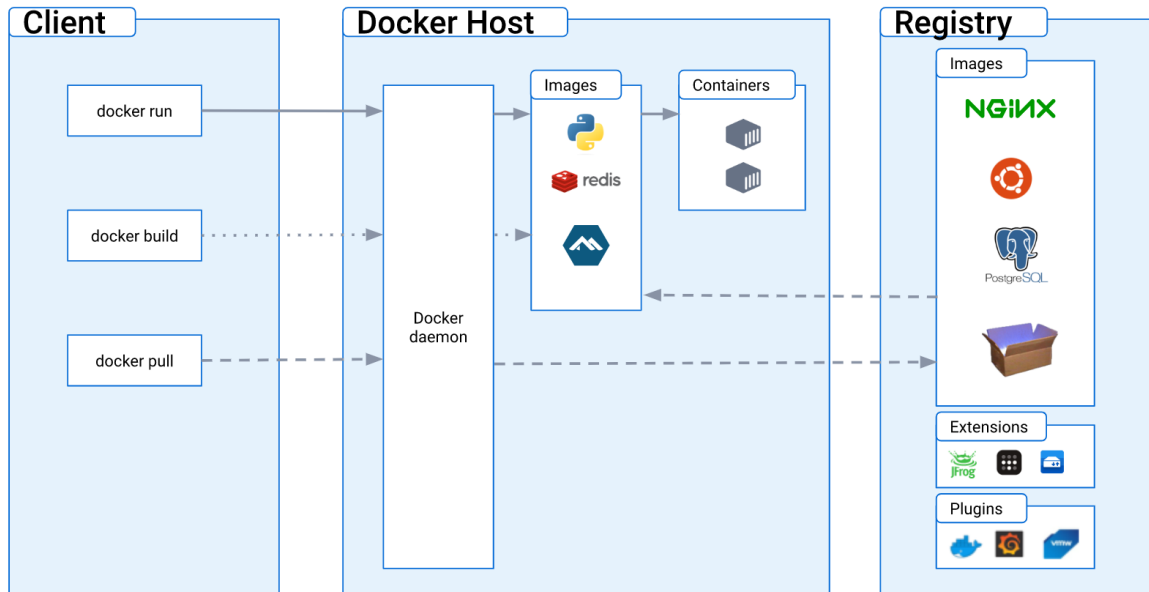 Client
Docker Host
Registry
docker run
docker build
docker pull
Docker
daemon
Images
redis
Containers
Images
NGINX
PostgreSQL
Extensions
JFrog
Plugins
vmw